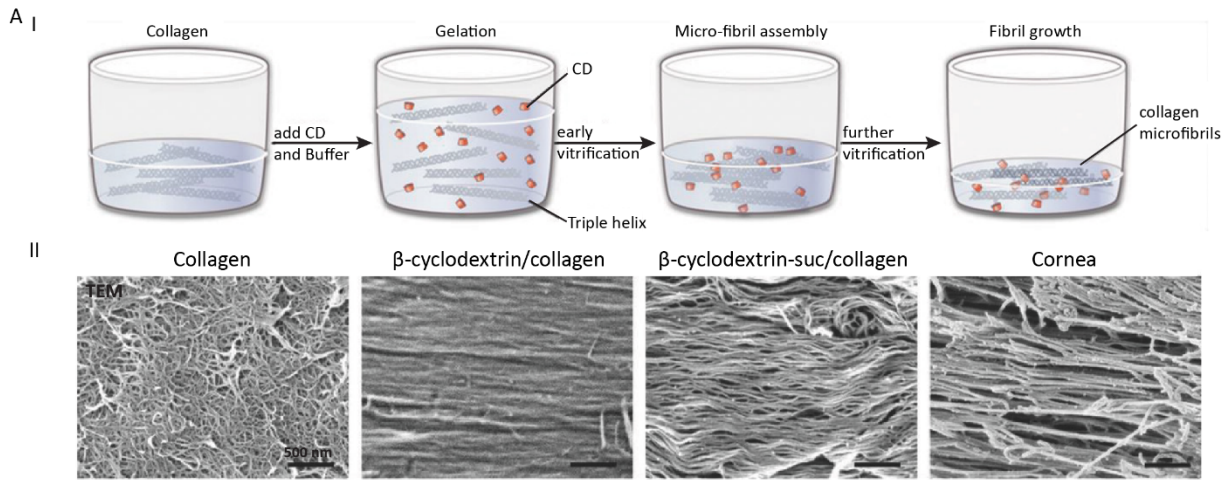 A
I
Collagen
Gelation
Micro-fibril assembly
Fibril growth
CD
add CD
and Buffer
early
vitrification
further
vitrification
collagen
microfibrils
Triple helix
II
Collagen
β-cyclodextrin/collagen
β-cyclodextrin-suc/collagen
Cornea
TEM
500 nm